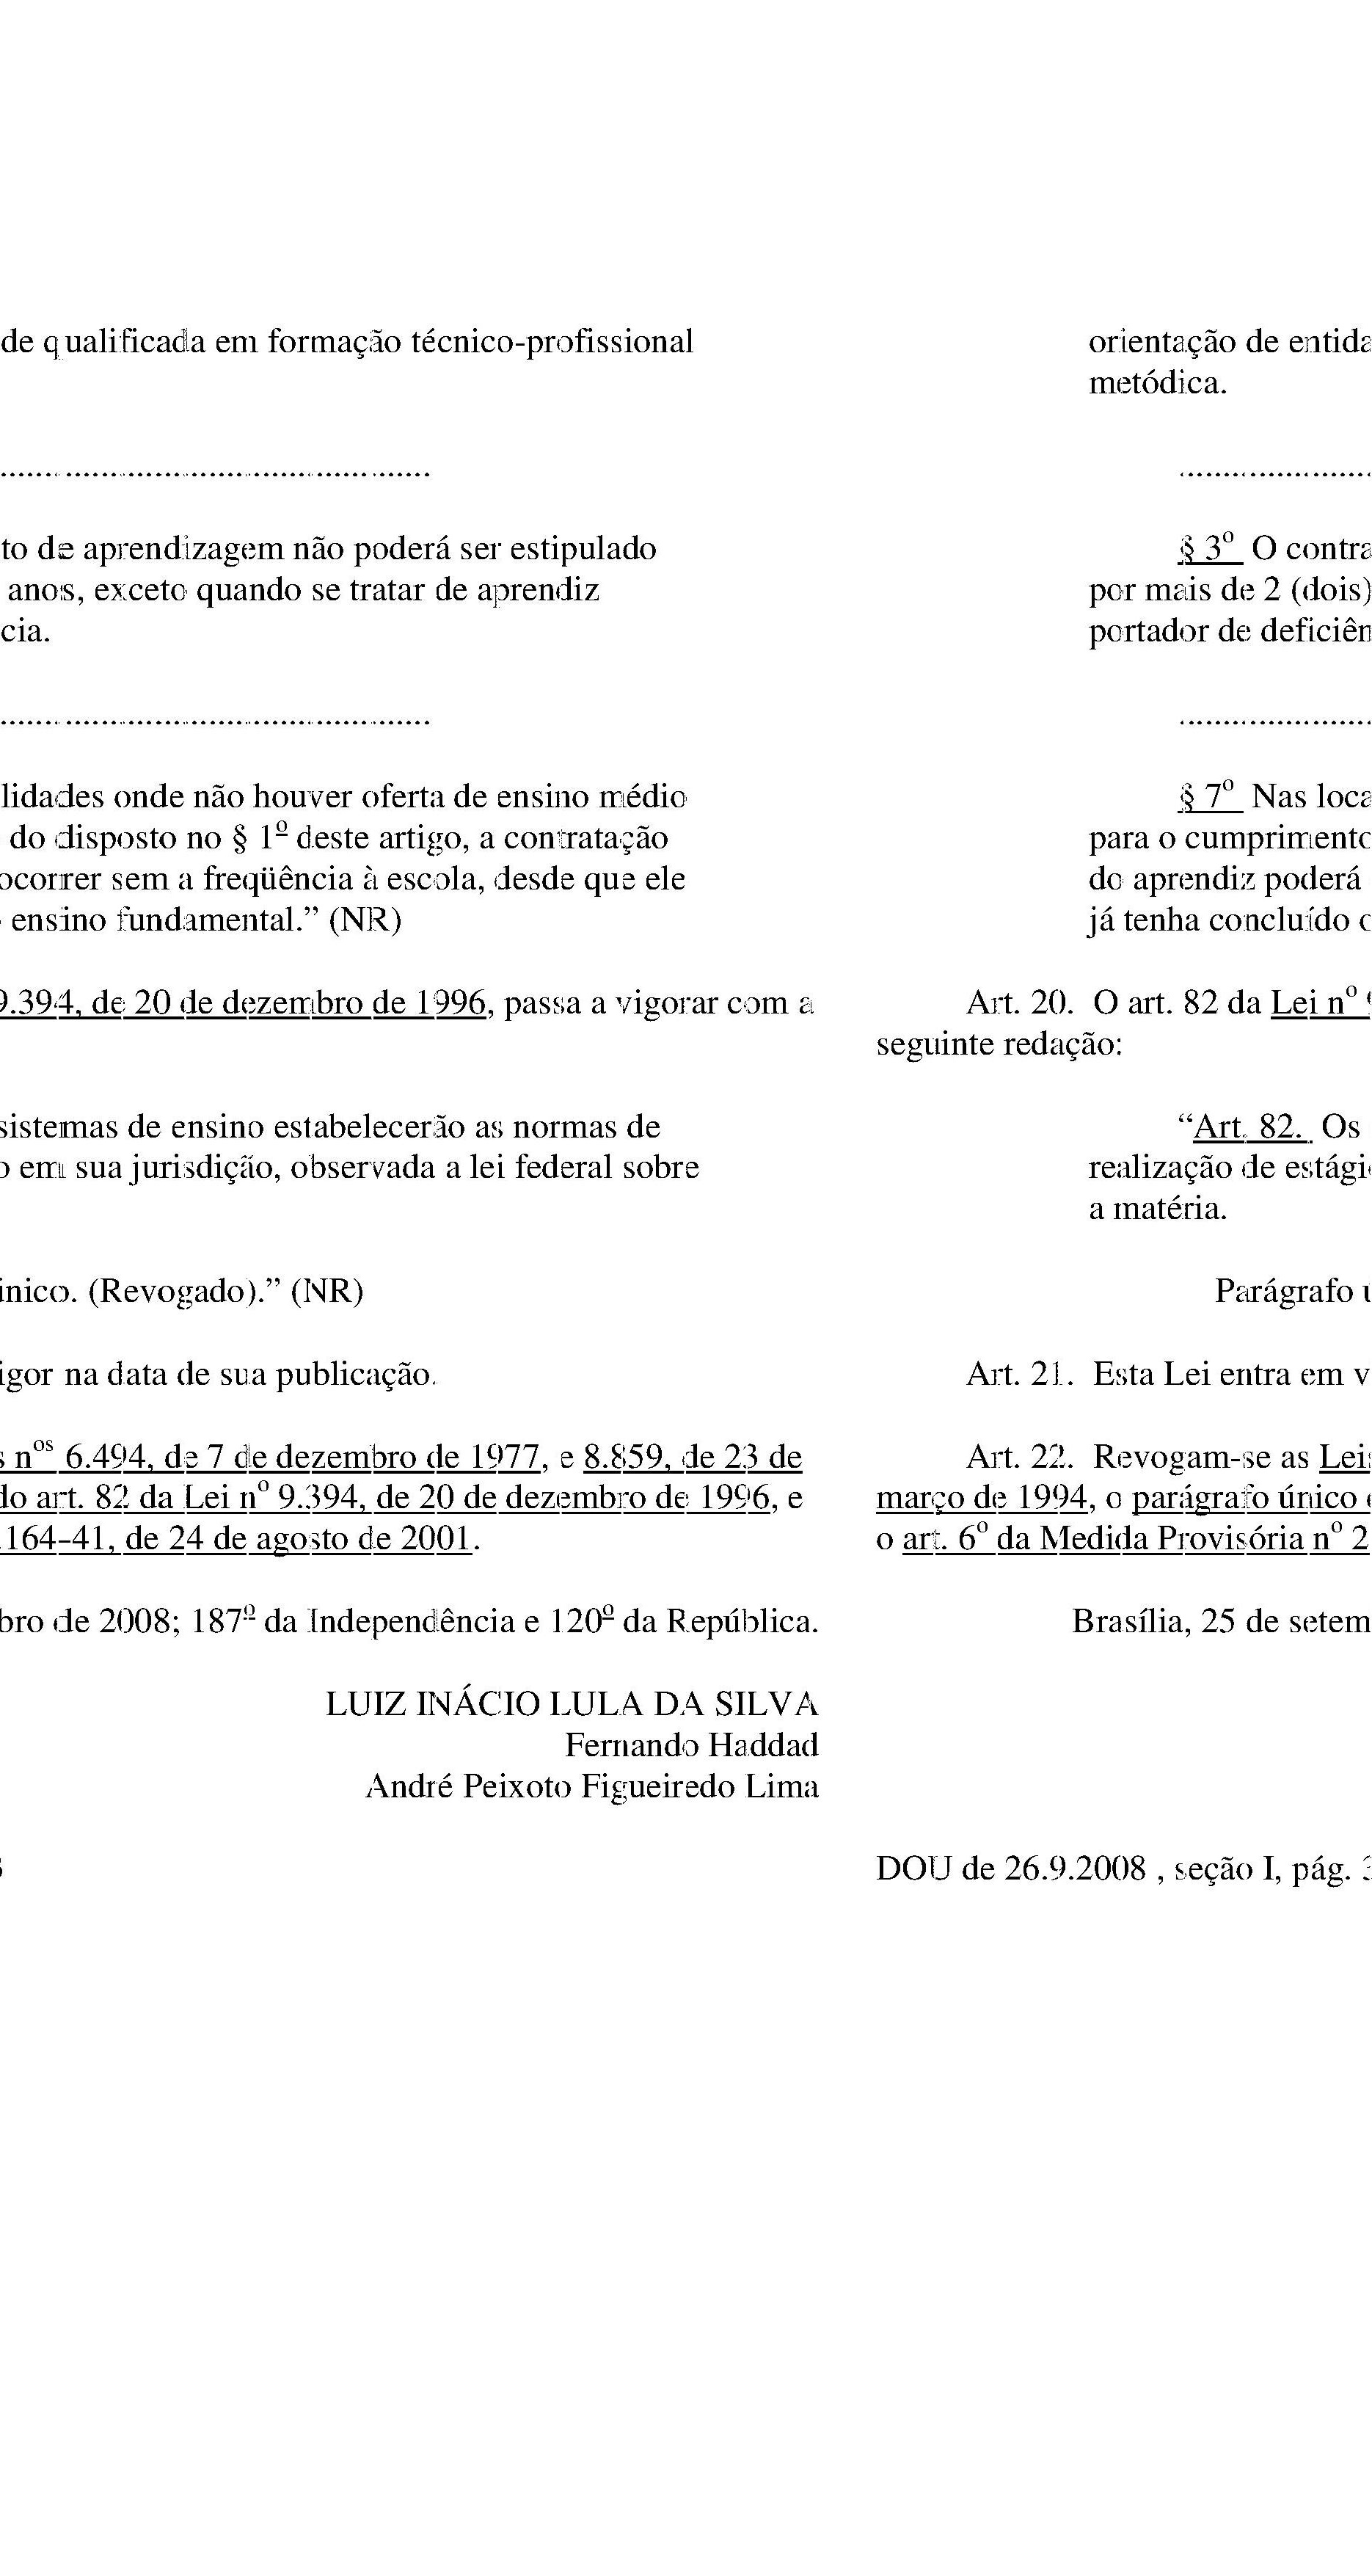 de qualificada em formação técnico-profissional
................................................
to de aprendizagem não poderá ser estipulado
anos, exceto quando se tratar de aprendiz
cia.
................................................
lidades onde não houver oferta de ensino médio
do disposto no § 1º deste artigo, a contratação
ocorrer sem a freqüência à escola, desde que ele
ensino fundamental.” (NR)
9.394, de 20 de dezembro de 1996, passa a vigorar com a
sistemas de ensino estabelecerão as normas de
o em sua jurisdição, observada a lei federal sobre
único. (Revogado).” (NR)
igor na data de sua publicação.
s nos 6.494, de 7 de dezembro de 1977, e 8.859, de 23 de
do art. 82 da Lei no 9.394, de 20 de dezembro de 1996, e
.164-41, de 24 de agosto de 2001.
bro de 2008; 187º da Independência e 120º da República.
LUIZ INÁCIO LULA DA SILVA
Fernando Haddad
André Peixoto Figueiredo Lima
orientação de entida
metódica.
.....................
§ 3o O contra
por mais de 2 (dois)
portador de deficiên
.....................
§ 7o Nas loca
para o cumprimento
do aprendiz poderá
já tenha concluído o
Art. 20. O art. 82 da Lei no
seguinte redação:
“Art. 82. Os
realização de estági
a matéria.
Parágrafo
Art. 21. Esta Lei entra em v
Art. 22. Revogam-se as Leis
março de 1994, o parágrafo único
o art. 6o da Medida Provisória no 2
Brasília, 25 de setem
DOU de 26.9.2008 , seção I, pág. 3